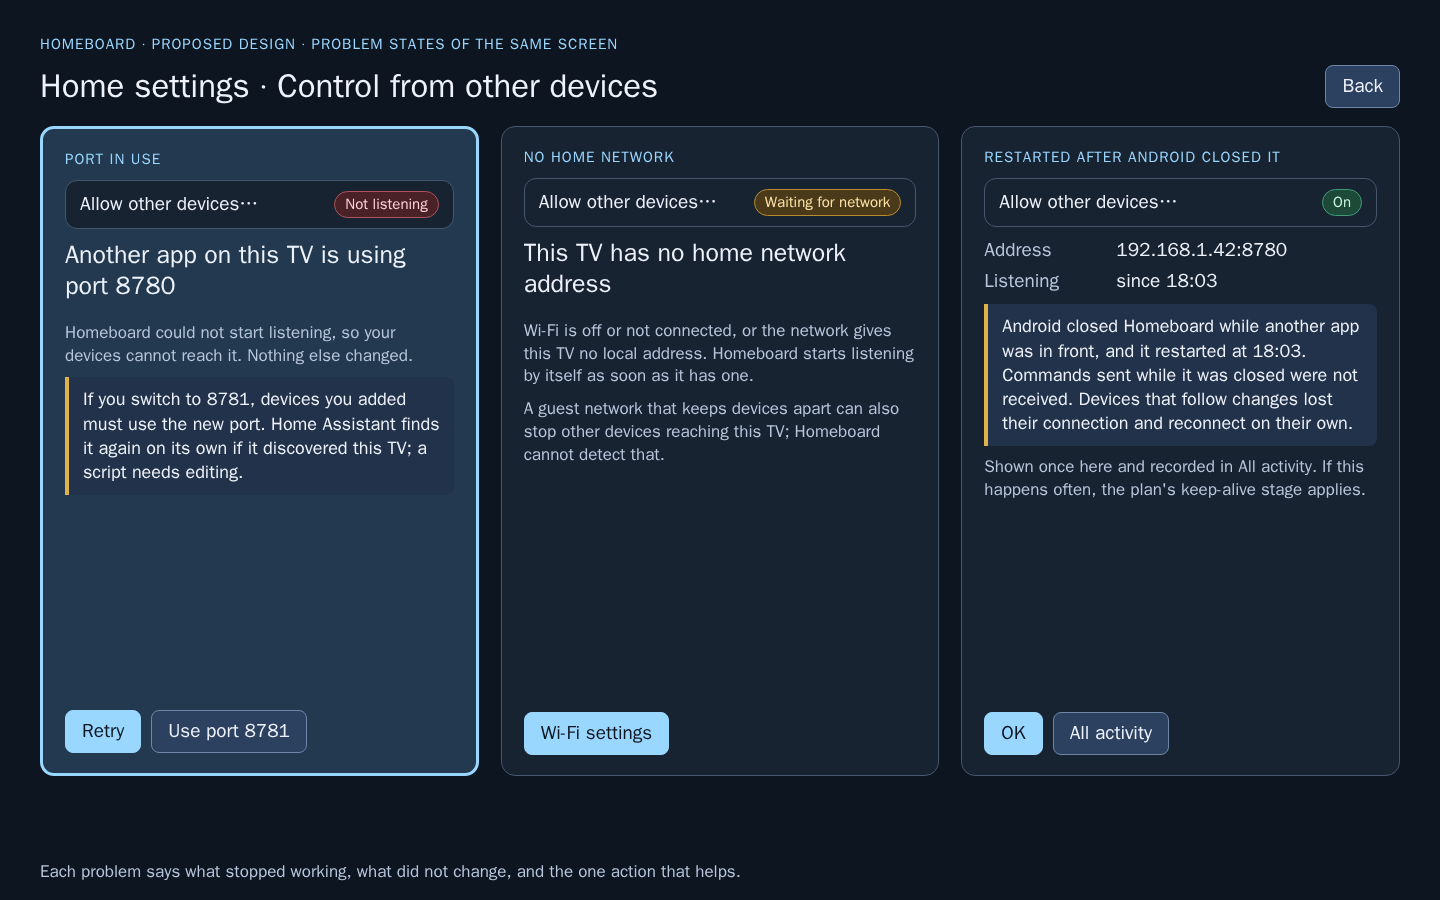 HOMEBOARD · PROPOSED DESIGN · PROBLEM STATES OF THE SAME SCREEN
Home settings · Control from other devices
Back
PORT IN USE
Allow other devices···
Not listening
Another app on this TV is using
port 8780
Homeboard could not start listening, so your
devices cannot reach it. Nothing else changed.
If you switch to 8781, devices you added
must use the new port. Home Assistant finds
it again on its own if it discovered this TV; a
script needs editing.
Retry
Use port 8781
NO HOME NETWORK
Allow other devices···
Waiting for network
This TV has no home network
address
Wi-Fi is off or not connected, or the network gives
this TV no local address. Homeboard starts listening
by itself as soon as it has one.
A guest network that keeps devices apart can also
stop other devices reaching this TV; Homeboard
cannot detect that.
Wi-Fi settings
RESTARTED AFTER ANDROID CLOSED IT
Allow other devices···
On
Address 192.168.1.42:8780
Listening since 18:03
Android closed Homeboard while another app
was in front, and it restarted at 18:03.
Commands sent while it was closed were not
received. Devices that follow changes lost
their connection and reconnect on their own.
Shown once here and recorded in All activity. If this
happens often, the plan's keep-alive stage applies.
OK
All activity
Each problem says what stopped working, what did not change, and the one action that helps.